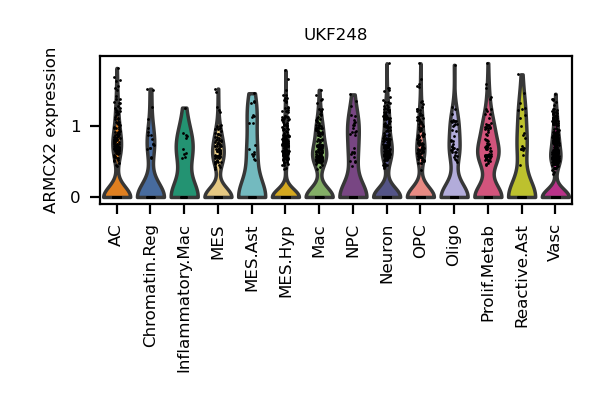 UKF248
ARMCX2 expression
1
0
AC
Chromatin.Reg
Inflammatory.Mac
MES
MES.Ast
MES.Hyp
Mac
NPC
Neuron
OPC
Oligo
Prolif.Metab
Reactive.Ast
Vasc